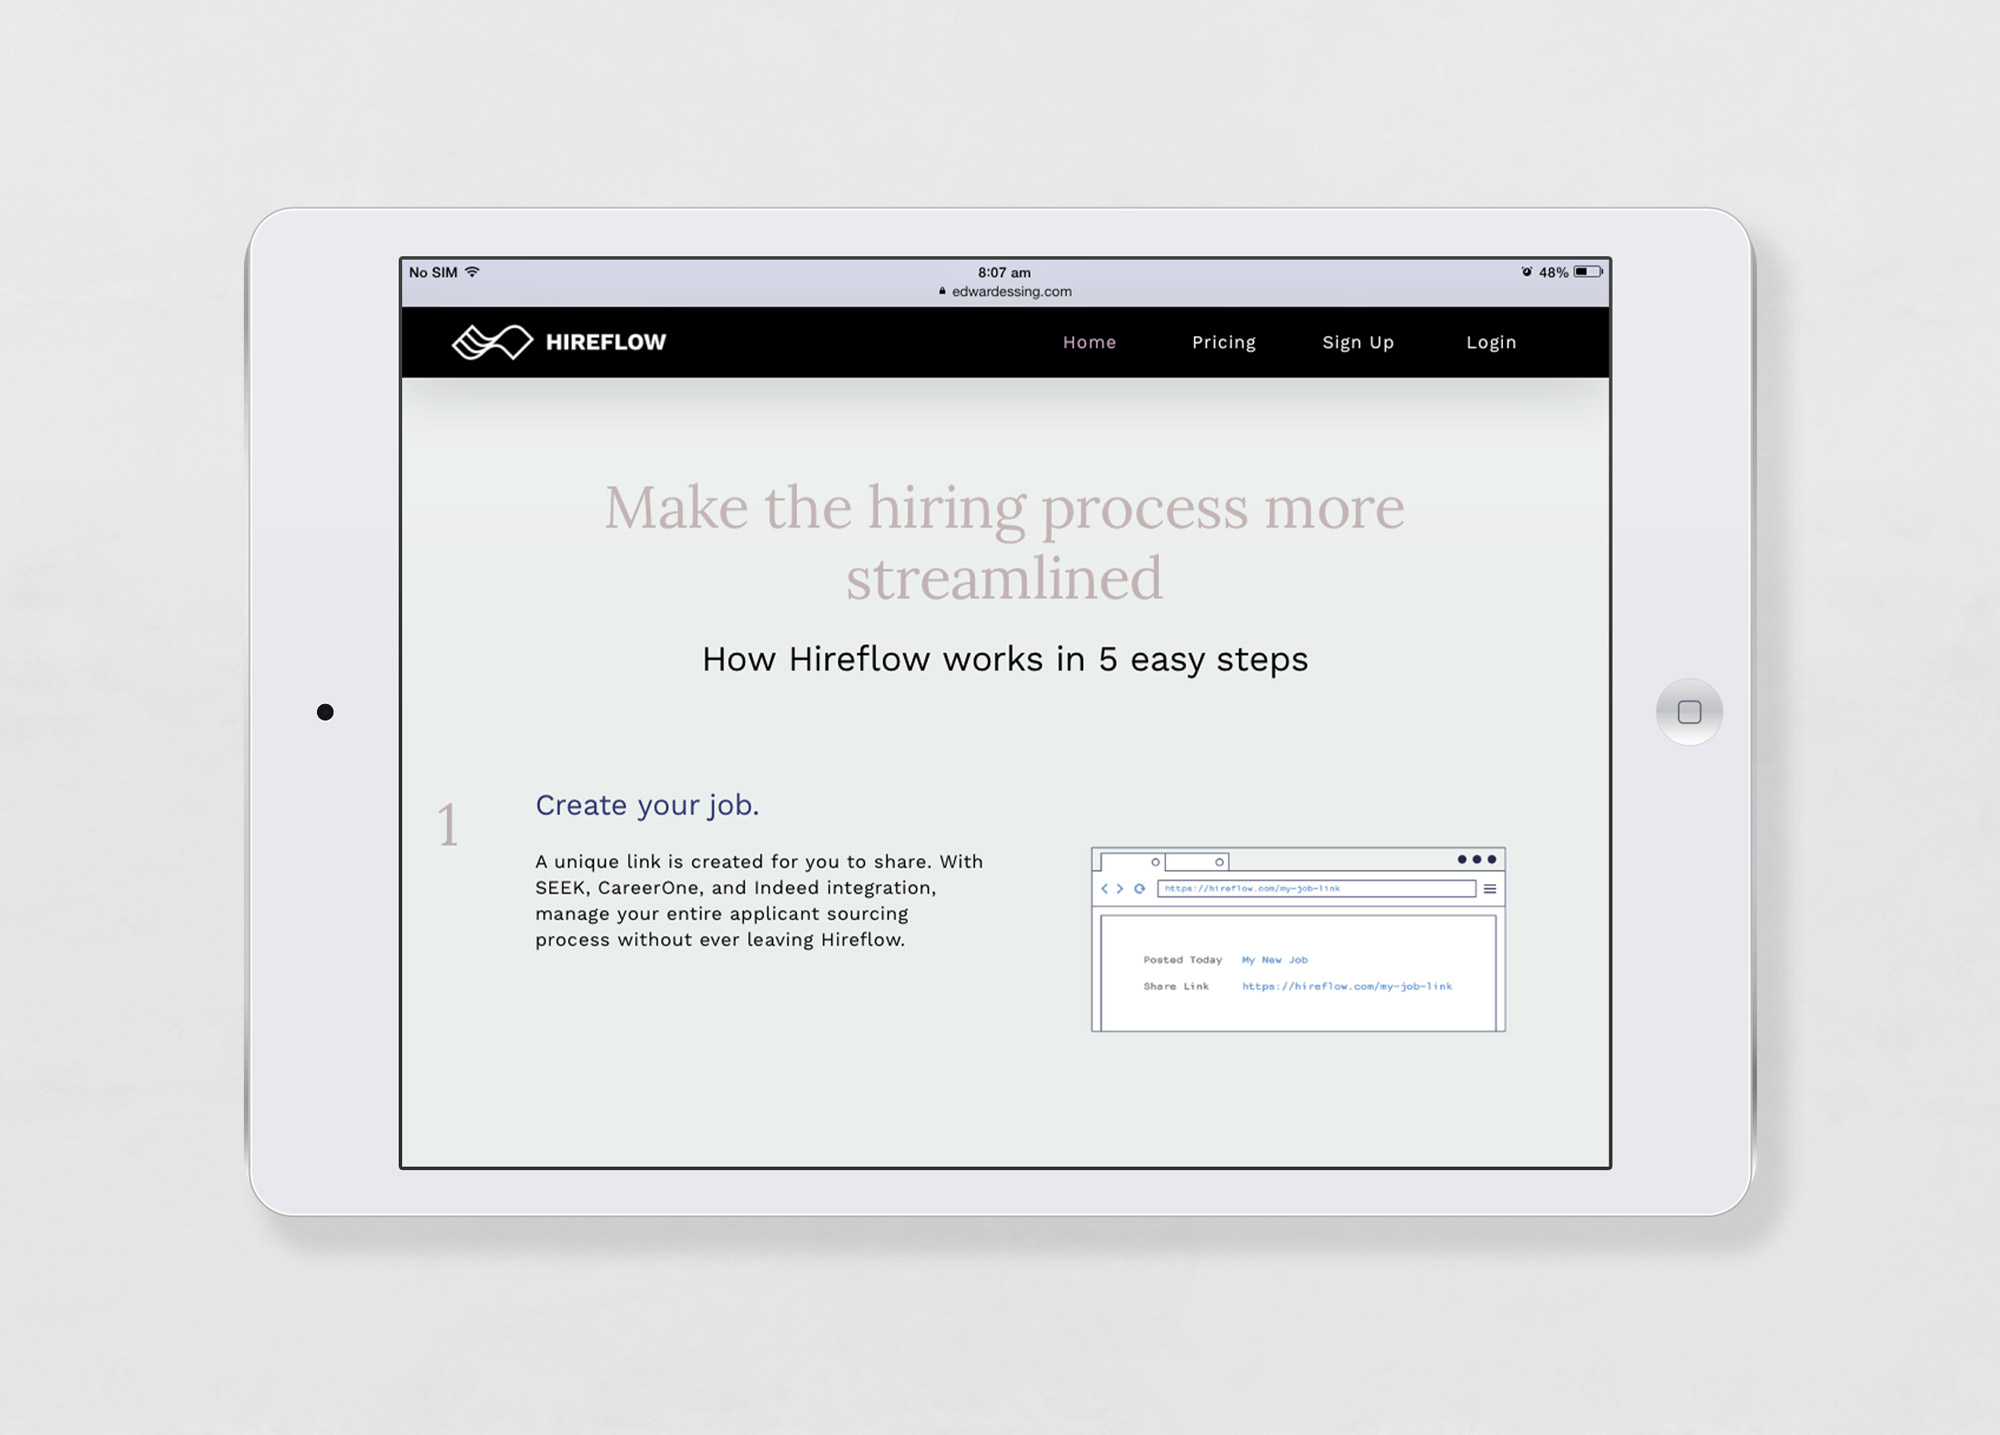 No SIM
8:07 am
48%
edwardessing.com
HIREFLOW
Home
Pricing
Sign Up
Login
Make the hiring process more
streamlined
How Hireflow works in 5 easy steps
1
Create your job.
A unique link is created for you to share. With
SEEK, CareerOne, and Indeed integration,
manage your entire applicant sourcing
process without ever leaving Hireflow.
https://hireflow.com/my-job-link
Posted Today My New Job
Share Link https://hireflow.com/my-job-link